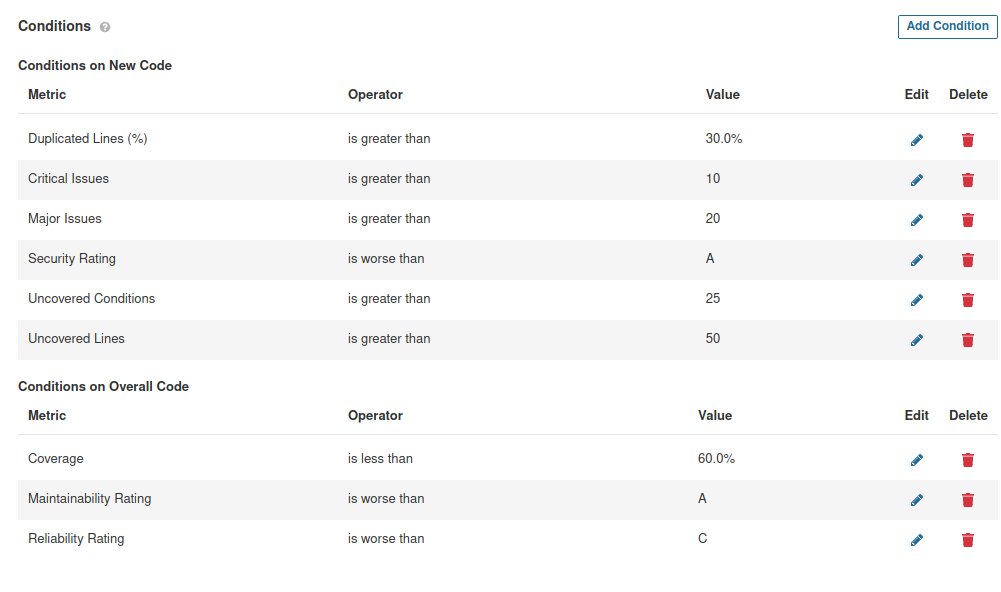 Conditions ?
Add Condition
Conditions on New Code
Metric Operator Value Edit Delete
Duplicated Lines (%) is greater than 30.0%
Critical Issues is greater than 10
Major Issues is greater than 20
Security Rating is worse than A
Uncovered Conditions is greater than 25
Uncovered Lines is greater than 50
Conditions on Overall Code
Metric Operator Value Edit Delete
Coverage is less than 60.0%
Maintainability Rating is worse than A
Reliability Rating is worse than C